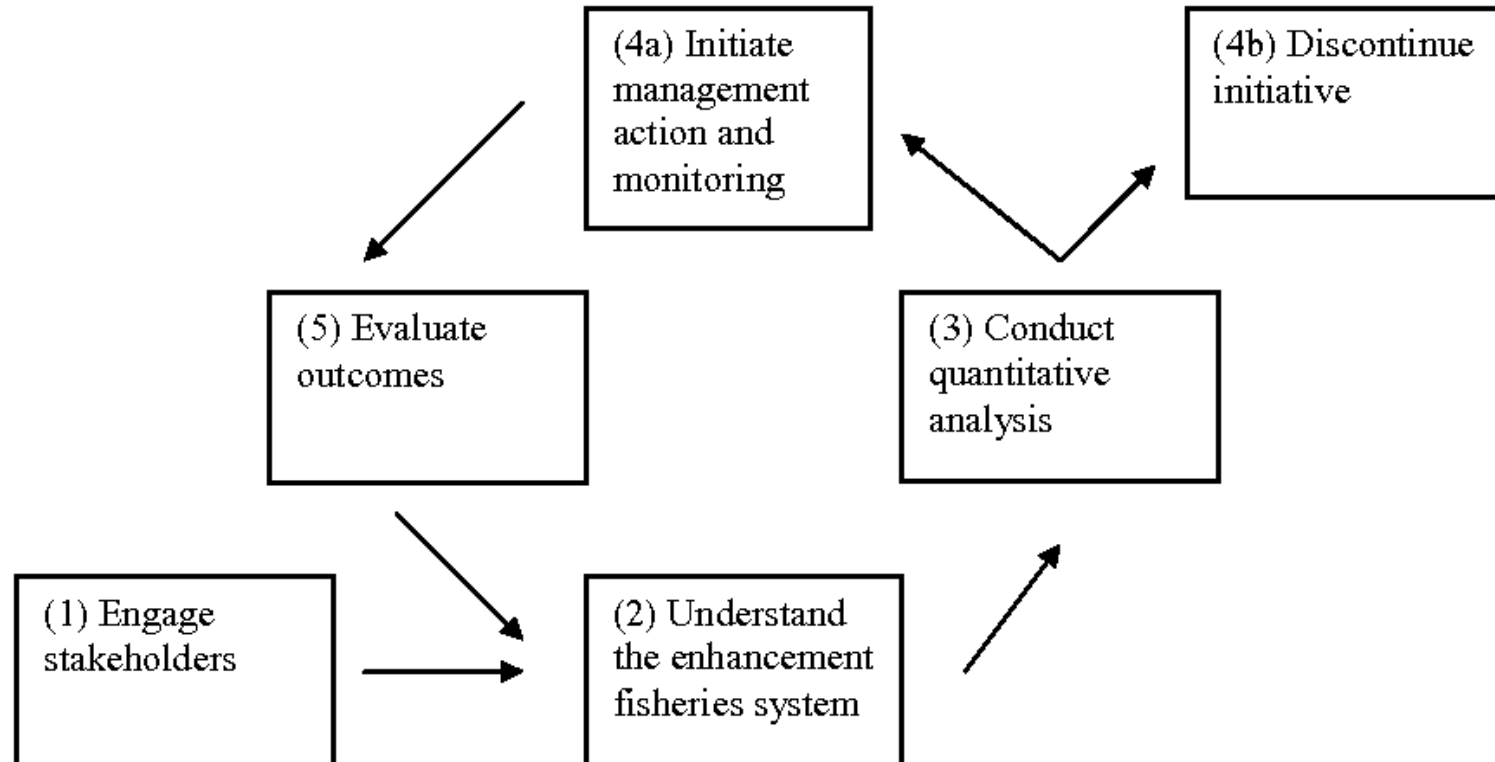 (4a) Initiate
management
action and
monitoring
(4b) Discontinue
initiative
(5) Evaluate
outcomes
(3) Conduct
quantitative
analysis
(1) Engage
stakeholders
(2) Understand
the enhancement
fisheries system